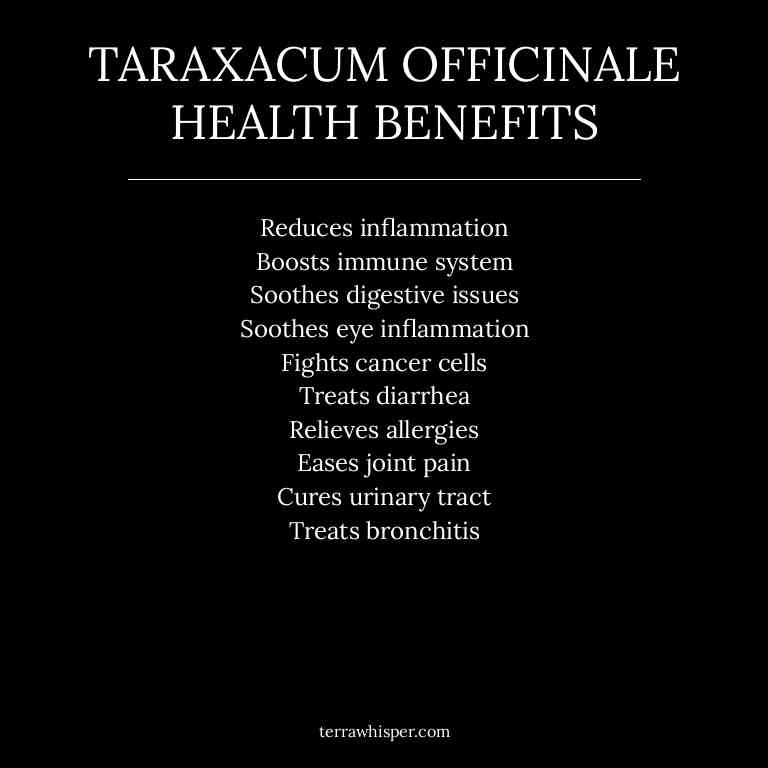 TARAXACUM OFFICINALE
HEALTH BENEFITS
Reduces inflammation
Boosts immune system
Soothes digestive issues
Soothes eye inflammation
Fights cancer cells
Treats diarrhea
Relieves allergies
Eases joint pain
Cures urinary tract
Treats bronchitis
terrawhisper.com